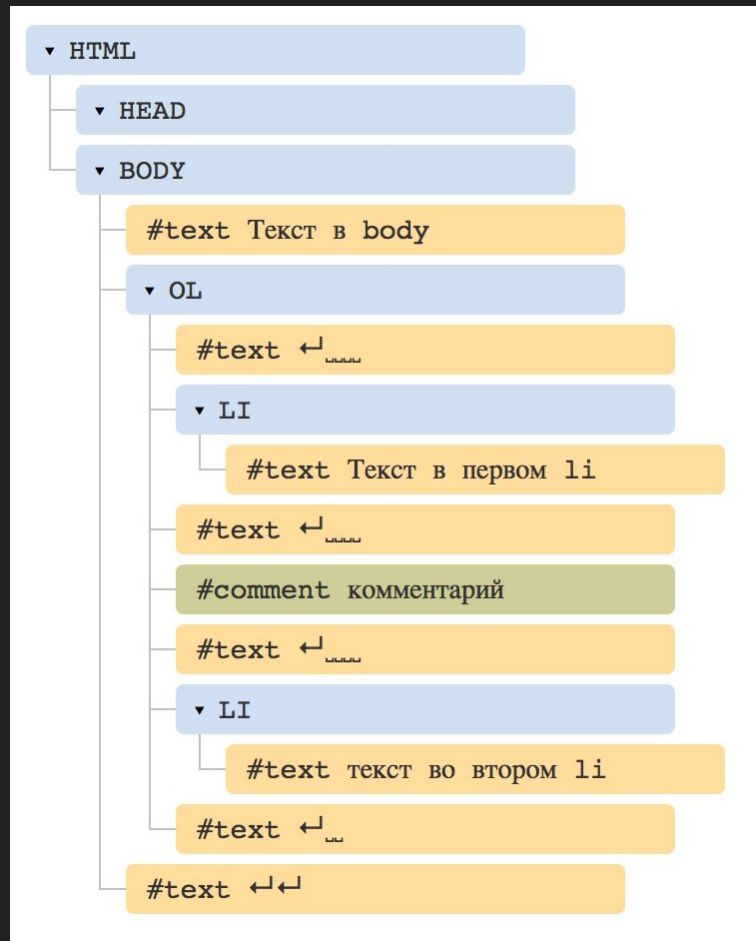 ▾ HTML
▾ HEAD
▾ BODY
#text Текст в body
▾ OL
#text ↵␣␣␣␣
▾ LI
#text Текст в первом li
#text ↵␣␣␣␣
#comment комментарий
#text ↵␣␣␣␣
▾ LI
#text текст во втором li
#text ↵␣␣
#text ↵↵